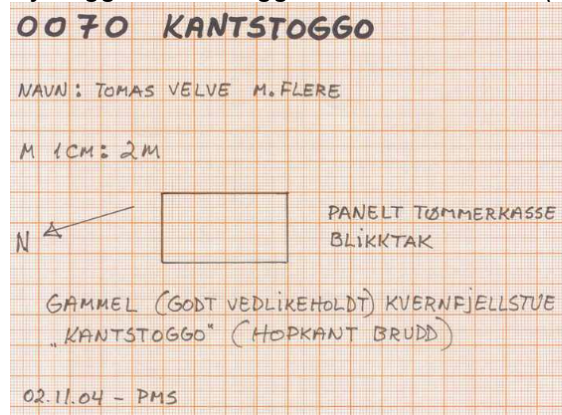 0070 KANTSTOGGO
NAVN: TOMAS VELVE M. FLERE
M 1CM: 2M
N
PANELT TØMMERKASSE
BLIKKTAK
GAMMEL (GODT VEDLIKEHOLDT) KVERNFJELLSTUE
"KANTSTOGGO" (HOPKANT BRUDD)
02.11.04 - PMS